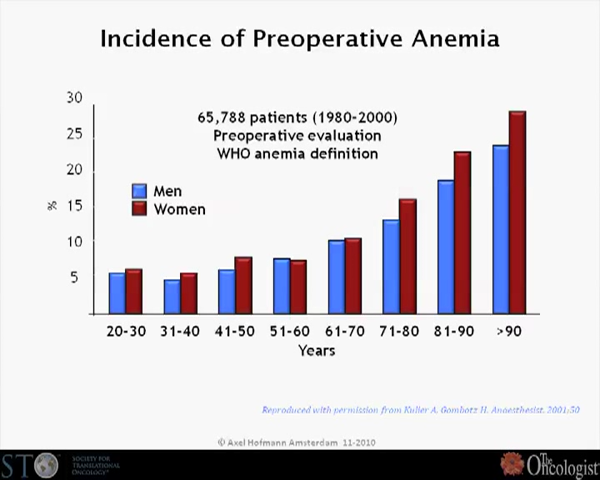 Incidence of Preoperative Anemia
65,788 patients (1980-2000)
Preoperative evaluation
WHO anemia definition
Men
Women
%
30
25
20
15
10
5
20-30 31-40 41-50 51-60 61-70 71-80 81-90 >90
Years
Reproduced with permission from Kulier A. Gombotz H. Anaesthesist. 2001;50
© Axel Hofmann Amsterdam 11-2010
STO
SOCIETY FOR
TRANSLATIONAL
ONCOLOGY
The
Oncologist